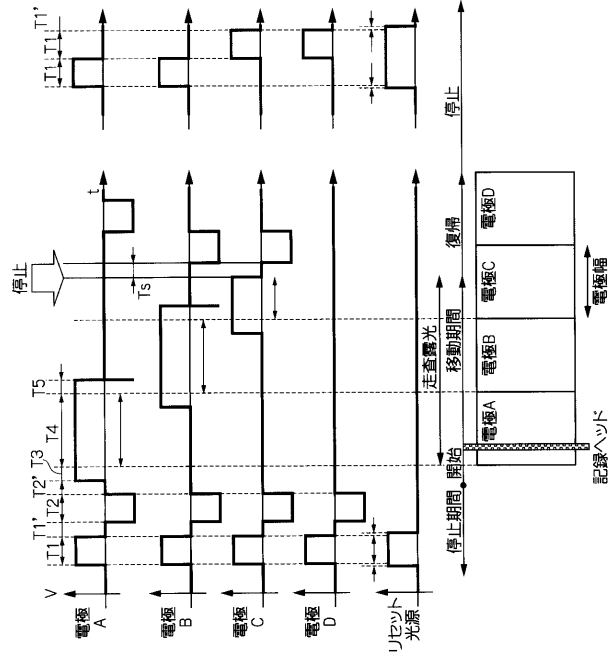 停止
T1 T1' T2 T2' T3 T4 T5
T1 T1 T1'
V
t
Ts
電極 A
電極 B
電極 C
電極 D
リセット 光源
走査露光
停止期間 開始 移動期間 復帰 停止
電極A 電極B 電極C 電極D
記録ヘッド
電極幅